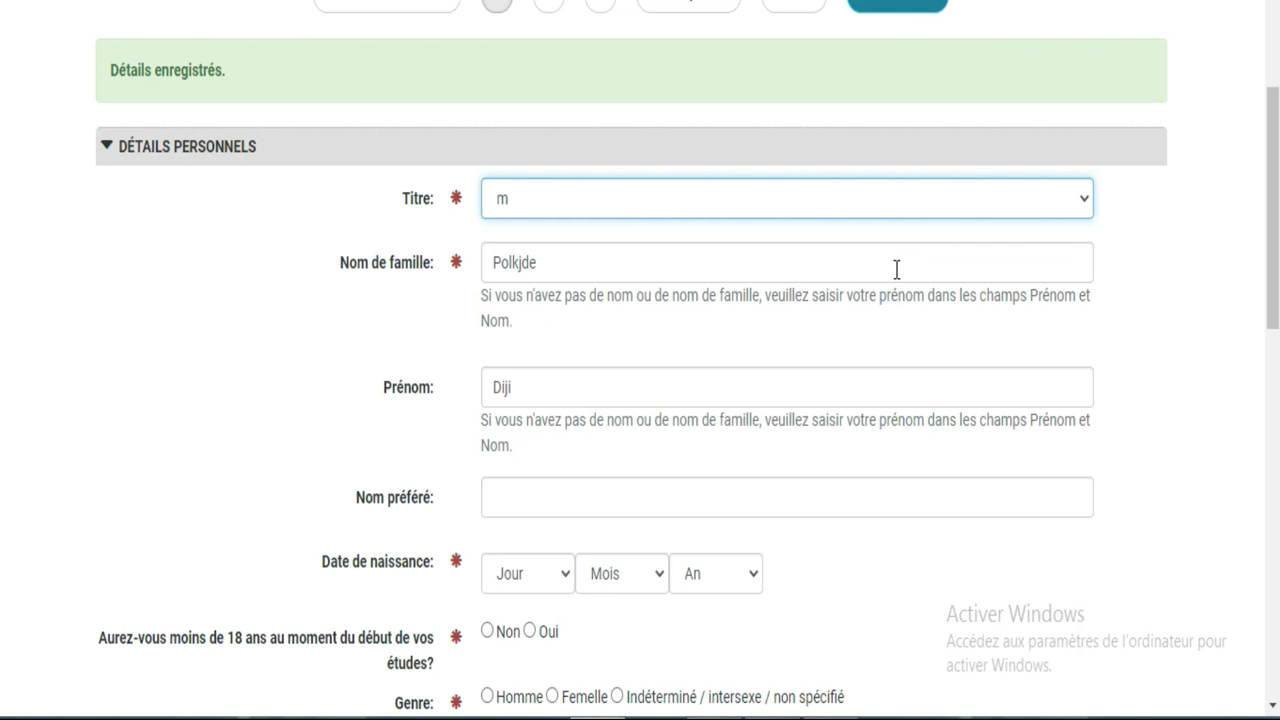 Détails enregistrés.
DÉTAILS PERSONNELS
Titre: * m
Nom de famille: * Polkjde
Si vous n'avez pas de nom ou de nom de famille, veuillez saisir votre prénom dans les champs Prénom et
Nom.
Prénom: Diji
Si vous n'avez pas de nom ou de nom de famille, veuillez saisir votre prénom dans les champs Prénom et
Nom.
Nom préféré:
Date de naissance: * Jour Mois An
Aurez-vous moins de 18 ans au moment du début de vos
études? * Non Oui
Genre: * Homme Femelle Indéterminé / intersexe / non spécifié
Activer Windows
Accédez aux paramètres de l'ordinateur pour
activer Windows.